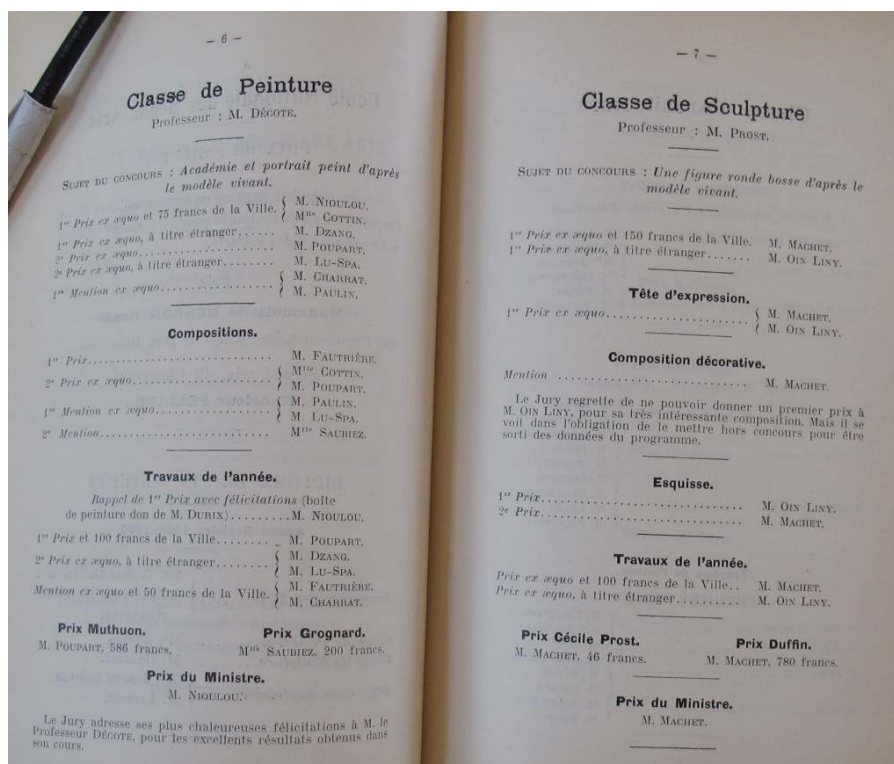 — 6 —
Classe de Peinture
Professeur : M. DÉCOTE.
SUJET DU CONCOURS : Académie et portrait peint d'après
le modèle vivant.
1er Prix ex æquo et 75 francs de la Ville. { M. NIOULOU.
Mlle COTTIN.
1er Prix ex æquo, à titre étranger...... M. DZANG.
2e Prix ex æquo........................ M. POUPART.
2e Prix ex æquo, à titre étranger....... M. LU-SPA.
1re Mention ex æquo.................. { M. CHARRAT.
M. PAULIN.
Compositions.
1er Prix............................ M. FAUTRIÈRE.
2e Prix ex æquo..................... { Mlle COTTIN.
M. POUPART.
1re Mention ex æquo................. { M. PAULIN.
M. LU-SPA.
2e Mention.......................... Mlle SAUBIEZ.
Travaux de l'année.
Rappel de 1er Prix avec félicitations (boîte
de peinture don de M. DURIX).........M. NIOULOU.
1er Prix et 100 francs de la Ville........ M. POUPART.
2e Prix ex æquo, à titre étranger....... { M. DZANG.
M. LU-SPA.
Mention ex æquo et 50 francs de la Ville. { M. FAUTRIÈRE.
M. CHARRAT.
Prix Muthuon. Prix Grognard.
M. POUPART, 586 francs. Mlle SAUBIEZ, 200 francs.
Prix du Ministre.
M. NIOULOU.
Le Jury adresse ses plus chaleureuses félicitations à M. le
Professeur DÉCOTE, pour les excellents résultats obtenus dans
son cours.
— 7 —
Classe de Sculpture
Professeur : M. PROST.
SUJET DU CONCOURS : Une figure ronde bosse d'après le
modèle vivant.
1er Prix ex æquo et 150 francs de la Ville. M. MACHET.
1er Prix ex æquo, à titre étranger....... M. OIN LINY.
Tête d'expression.
1er Prix ex æquo..................... { M. MACHET.
M. OIN LINY.
Composition décorative.
Mention ............................ M. MACHET.
Le Jury regrette de ne pouvoir donner un premier prix à
M. OIN LINY, pour sa très intéressante composition. Mais il se
voit dans l'obligation de le mettre hors concours pour être
sorti des données du programme.
Esquisse.
1er Prix............................. M. OIN LINY.
2e Prix.............................. M. MACHET.
Travaux de l'année.
Prix ex æquo et 100 francs de la Ville.. M. MACHET.
Prix ex æquo, à titre étranger.......... M. OIN LINY.
Prix Cécile Prost. Prix Duffin.
M. MACHET, 46 francs. M. MACHET, 780 francs.
Prix du Ministre.
M. MACHET.